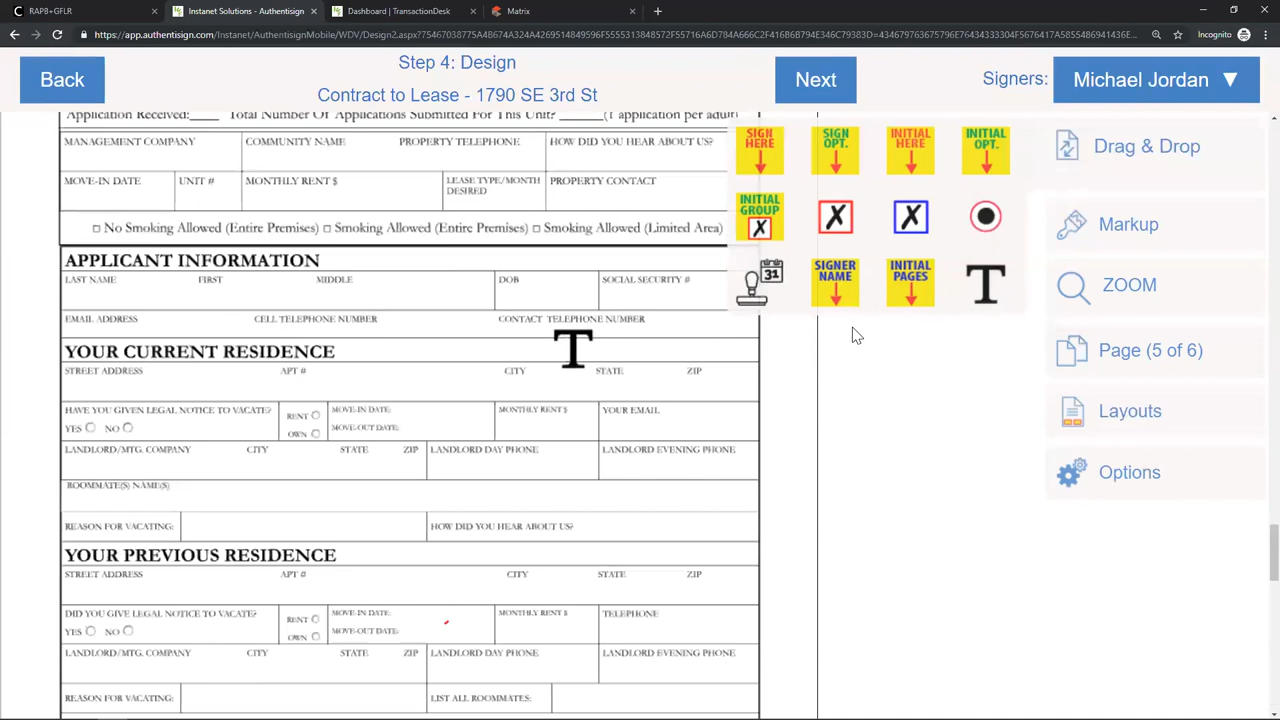 RAPB+GFLR
Instanet Solutions - Authentisign
Dashboard | TransactionDesk
Matrix
Incognito
Back
Step 4: Design
Contract to Lease - 1790 SE 3rd St
Next
Signers:
Michael Jordan ▼
Application Received:____ Total Number Of Applications Submitted For This Unit? ______(1 application per adult)
MANAGEMENT COMPANY COMMUNITY NAME PROPERTY TELEPHONE HOW DID YOU HEAR ABOUT US?
MOVE-IN DATE UNIT # MONTHLY RENT $ LEASE TYPE/MONTH DESIRED PROPERTY CONTACT
□ No Smoking Allowed (Entire Premises) □ Smoking Allowed (Entire Premises) □ Smoking Allowed (Limited Area)
APPLICANT INFORMATION
LAST NAME FIRST MIDDLE DOB SOCIAL SECURITY #
EMAIL ADDRESS CELL TELEPHONE NUMBER CONTACT TELEPHONE NUMBER
T
YOUR CURRENT RESIDENCE
STREET ADDRESS APT # CITY STATE ZIP
HAVE YOU GIVEN LEGAL NOTICE TO VACATE? RENT MOVE-IN DATE: MONTHLY RENT $ YOUR EMAIL
YES NO OWN MOVE-OUT DATE:
LANDLORD/MTG. COMPANY CITY STATE ZIP LANDLORD DAY PHONE LANDLORD EVENING PHONE
ROOMMATE(S) NAME(S)
REASON FOR VACATING: HOW DID YOU HEAR ABOUT US?
YOUR PREVIOUS RESIDENCE
STREET ADDRESS APT # CITY STATE ZIP
DID YOU GIVE LEGAL NOTICE TO VACATE? RENT MOVE-IN DATE: MONTHLY RENT $ TELEPHONE
YES NO OWN MOVE-OUT DATE:
LANDLORD/MTG. COMPANY CITY STATE ZIP LANDLORD DAY PHONE LANDLORD EVENING PHONE
REASON FOR VACATING: LIST ALL ROOMMATES:
SIGN HERE
SIGN OPT.
INITIAL HERE
INITIAL OPT.
INITIAL GROUP
X
X
X
31
SIGNER NAME
INITIAL PAGES
T
Drag & Drop
Markup
ZOOM
Page (5 of 6)
Layouts
Options